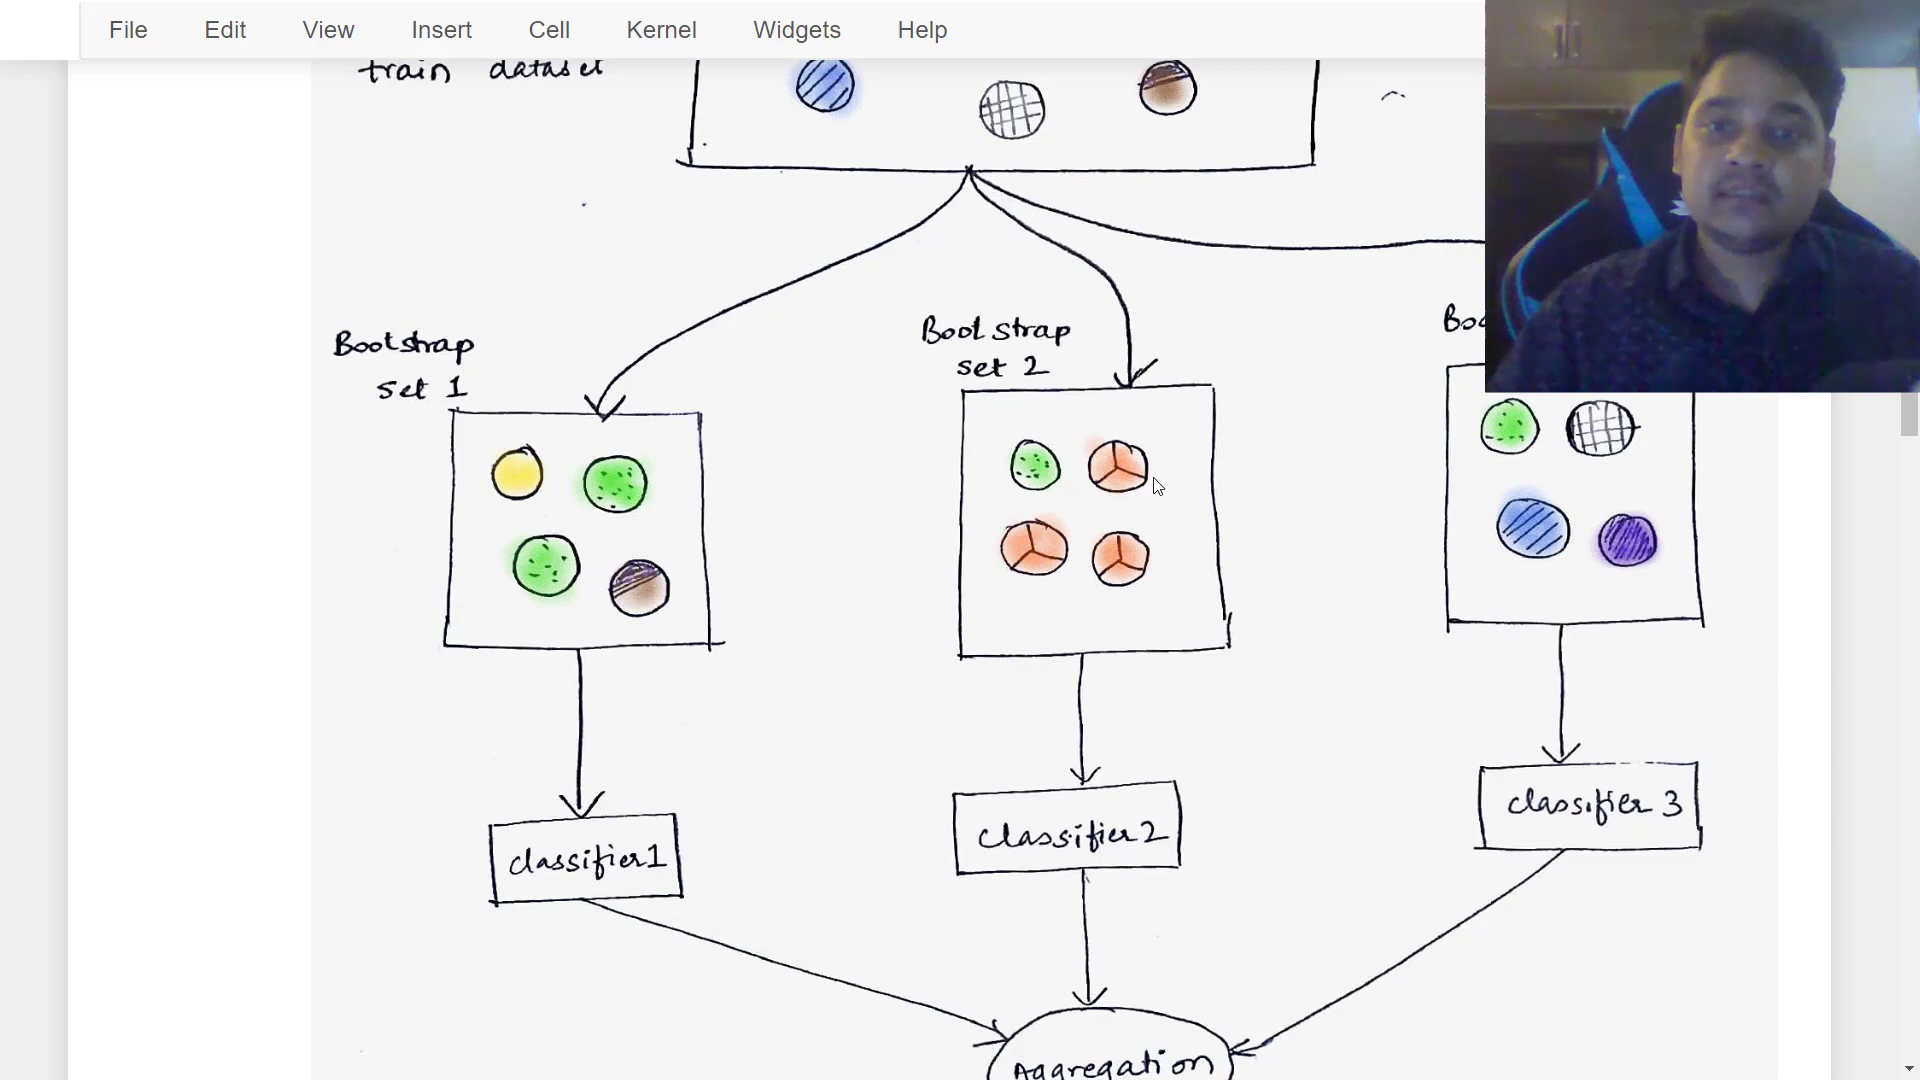 File Edit View Insert Cell Kernel Widgets Help
train dataset
Bootstrap
set 1
Bootstrap
set 2
Boo
classifier1
classifier2
classifier 3
Aggregation